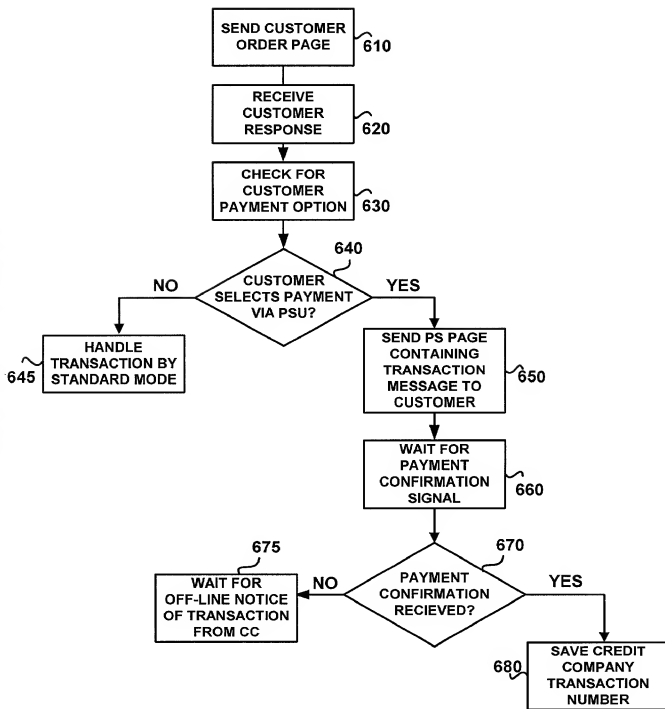 SEND CUSTOMER
ORDER PAGE
610
RECEIVE
CUSTOMER
RESPONSE
620
CHECK FOR
CUSTOMER
PAYMENT OPTION
630
640
CUSTOMER
SELECTS PAYMENT
VIA PSU?
NO
YES
HANDLE
TRANSACTION BY
STANDARD MODE
645
SEND PS PAGE
CONTAINING
TRANSACTION
MESSAGE TO
CUSTOMER
650
WAIT FOR
PAYMENT
CONFIRMATION
SIGNAL
660
670
PAYMENT
CONFIRMATION
RECIEVED?
NO
YES
675
WAIT FOR
OFF-LINE NOTICE
OF TRANSACTION
FROM CC
SAVE CREDIT
COMPANY
TRANSACTION
NUMBER
680